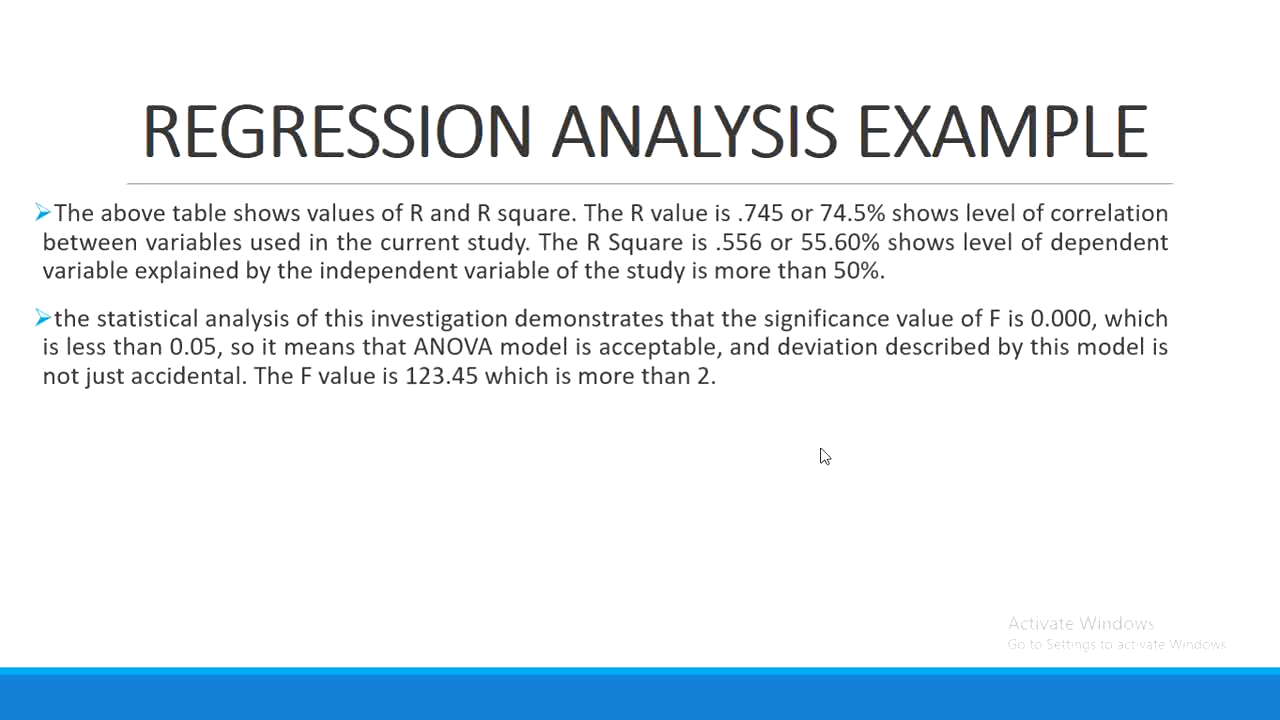 REGRESSION ANALYSIS EXAMPLE
➢The above table shows values of R and R square. The R value is .745 or 74.5% shows level of correlation
between variables used in the current study. The R Square is .556 or 55.60% shows level of dependent
variable explained by the independent variable of the study is more than 50%.
➢the statistical analysis of this investigation demonstrates that the significance value of F is 0.000, which
is less than 0.05, so it means that ANOVA model is acceptable, and deviation described by this model is
not just accidental. The F value is 123.45 which is more than 2.
Activate Windows
Go to Settings to activate Windows